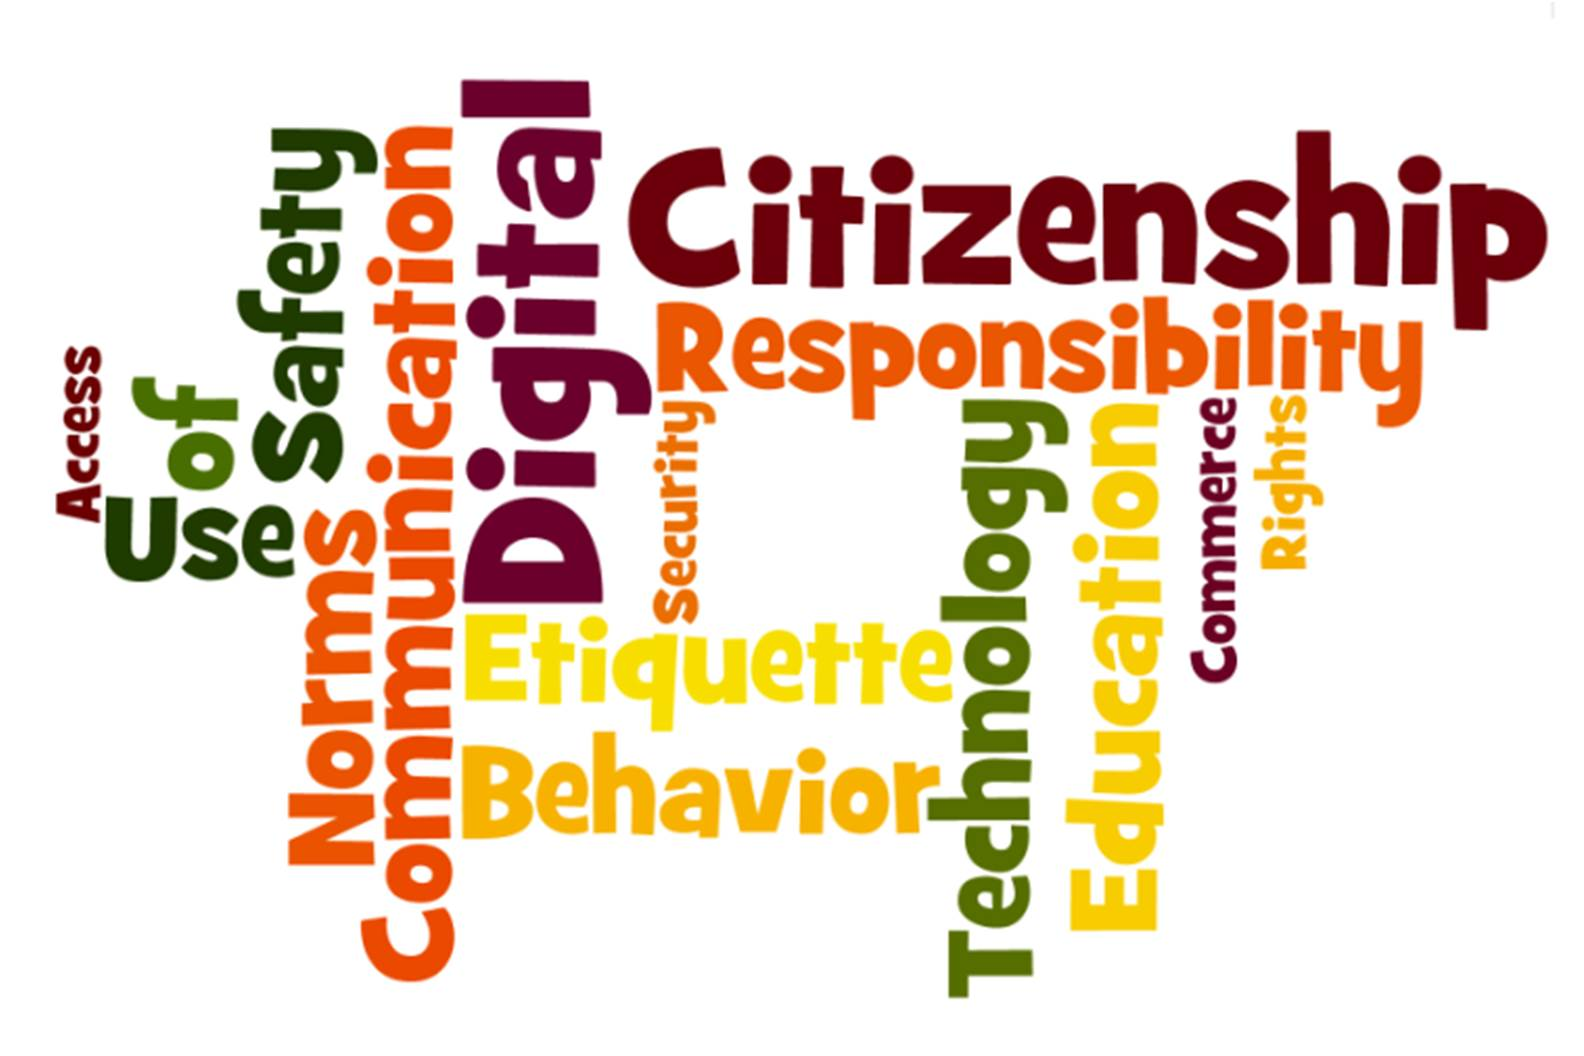 Access
of
Use
Safety
Norms
Communication
Digital
Citizenship
Responsibility
Security
Etiquette
Behavior
Technology
Education
Commerce
Rights